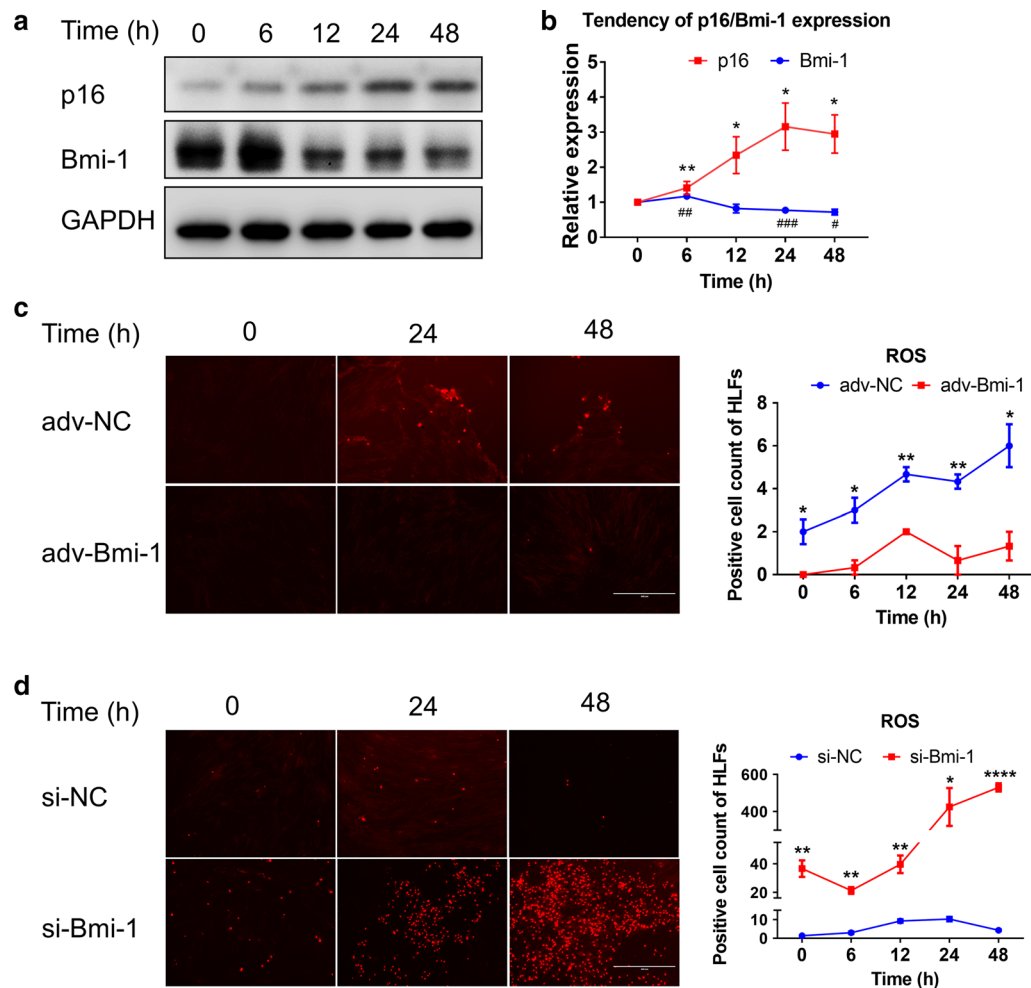 a
Time (h) 0 6 12 24 48
p16
Bmi-1
GAPDH
b
Tendency of p16/Bmi-1 expression
p16 Bmi-1
Relative expression
5
4
3
2
1
0
** * * *
## ### #
0 6 12 24 48
Time (h)
c
Time (h) 0 24 48
adv-NC
adv-Bmi-1
ROS
adv-NC adv-Bmi-1
Positive cell count of HLFs
8
6
4
2
0
* * ** ** *
0 6 12 24 48
Time (h)
d
Time (h) 0 24 48
si-NC
si-Bmi-1
ROS
si-NC si-Bmi-1
Positive cell count of HLFs
600
400
40
20
10
0
** ** ** * ****
0 6 12 24 48
Time (h)